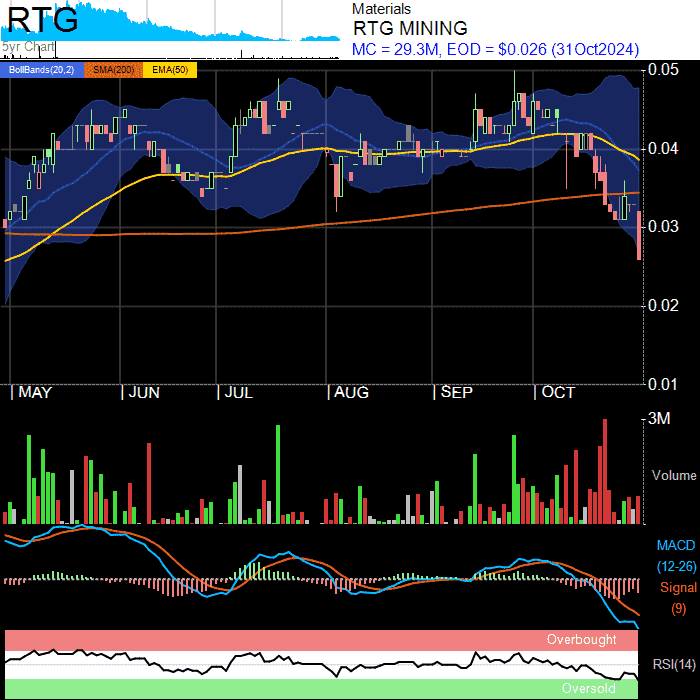 RTG
5yr Chart
Materials
RTG MINING
MC = 29.3M, EOD = $0.026 (31Oct2024)
BollBands(20,2) SMA(200) EMA(50)
0.05
0.04
0.03
0.02
0.01
MAY JUN JUL AUG SEP OCT
3M
Volume
MACD
(12-26)
Signal
(9)
Overbought
RSI(14)
Oversold